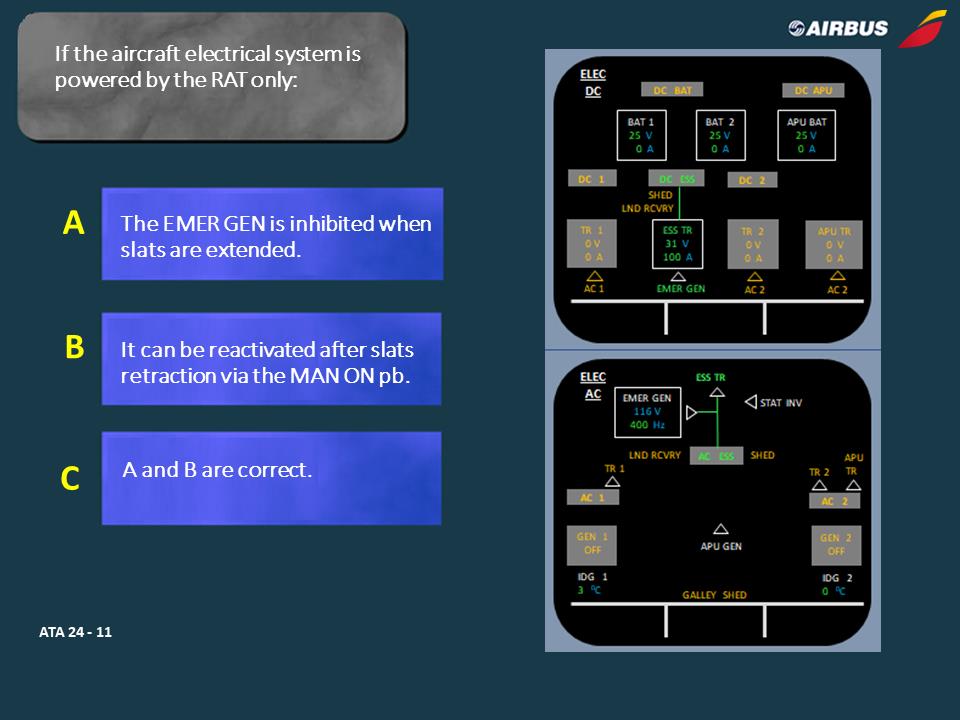 If the aircraft electrical system is
powered by the RAT only:
AIRBUS
A
The EMER GEN is inhibited when
slats are extended.
B
It can be reactivated after slats
retraction via the MAN ON pb.
C
A and B are correct.
ATA 24 - 11
ELEC
DC
DC BAT
DC APU
BAT 1
25 V
0 A
BAT 2
25 V
0 A
APU BAT
25 V
0 A
DC 1
DC ESS
DC 2
SHED
LND RCVRY
TR 1
0 V
0 A
ESS TR
31 V
100 A
TR 2
0 V
0 A
APU TR
0 V
0 A
AC 1
EMER GEN
AC 2
AC 2
ELEC
AC
ESS TR
EMER GEN
116 V
400 Hz
STAT INV
LND RCVRY
AC ESS
SHED
TR 1
TR 2
APU
TR
AC 1
AC 2
GEN 1
OFF
APU GEN
GEN 2
OFF
IDG 1
3 ⁰C
IDG 2
0 ⁰C
GALLEY SHED